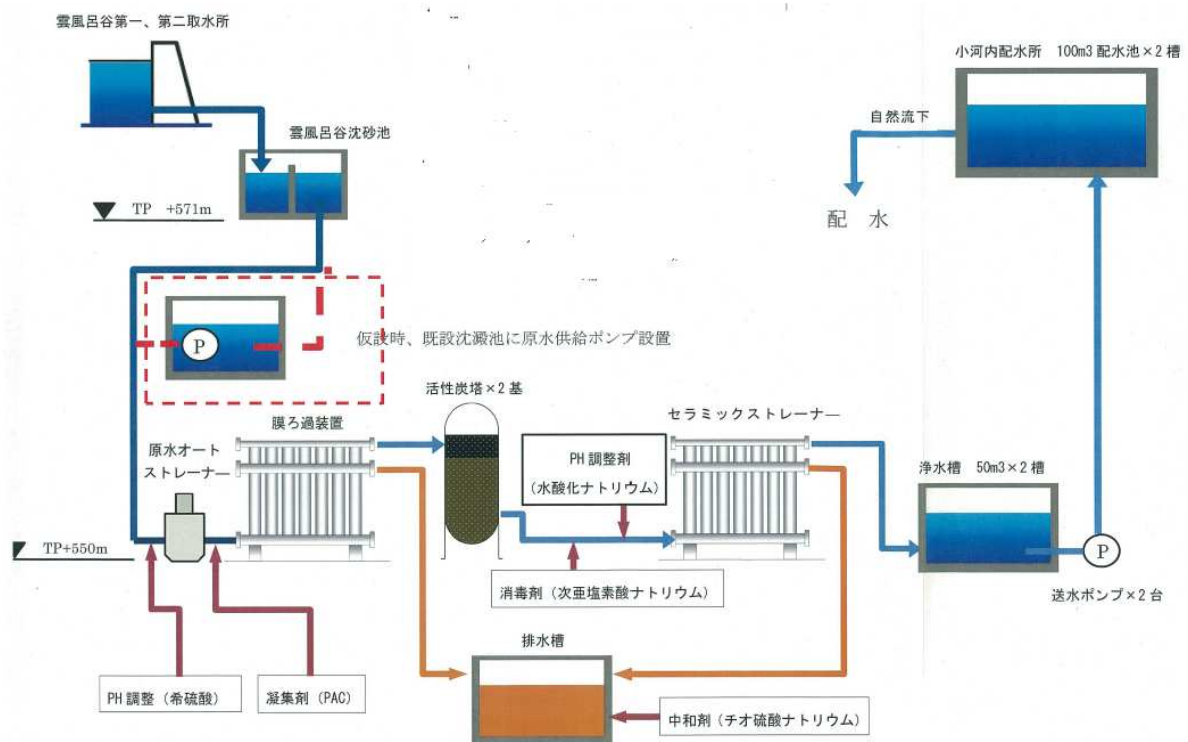 雲風呂谷第一、第二取水所
小河内配水所 100m3 配水池×2 槽
雲風呂谷沈砂池
自然流下
TP +571m
配 水
P
仮設時、既設沈澱池に原水供給ポンプ設置
活性炭塔×2 基
セラミックストレーナー
膜ろ過装置
原水オート
ストレーナー
PH 調整剤
(水酸化ナトリウム)
浄水槽 50m3×2 槽
TP+550m
P
送水ポンプ×2 台
消毒剤(次亜塩素酸ナトリウム)
排水槽
PH 調整(希硫酸)
凝集剤(PAC)
中和剤(チオ硫酸ナトリウム)